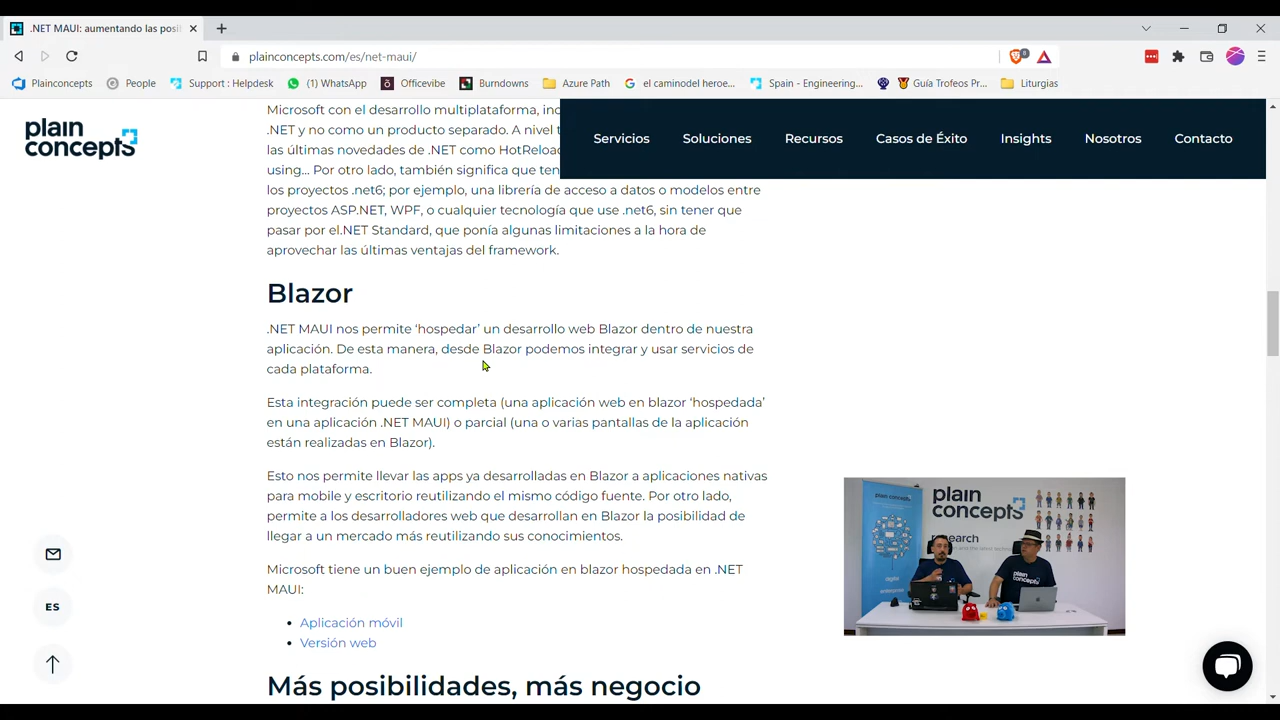 .NET MAUI: aumentando las posi
plainconcepts.com/es/net-maui/
8
Plainconcepts
People
Support : Helpdesk
(1) WhatsApp
Officevibe
Burndowns
Azure Path
el caminodel heroe...
Spain - Engineering...
Guía Trofeos Pr...
Liturgias
plain
concepts
Servicios
Soluciones
Recursos
Casos de Éxito
Insights
Nosotros
Contacto
Microsoft con el desarrollo multiplataforma, inc
.NET y no como un producto separado. A nivel t
las últimas novedades de .NET como HotReloa
using... Por otro lado, también significa que ten
los proyectos .net6; por ejemplo, una librería de acceso a datos o modelos entre
proyectos ASP.NET, WPF, o cualquier tecnología que use .net6, sin tener que
pasar por el.NET Standard, que ponía algunas limitaciones a la hora de
aprovechar las últimas ventajas del framework.
Blazor
.NET MAUI nos permite ‘hospedar’ un desarrollo web Blazor dentro de nuestra
aplicación. De esta manera, desde Blazor podemos integrar y usar servicios de
cada plataforma.
Esta integración puede ser completa (una aplicación web en blazor ‘hospedada’
en una aplicación .NET MAUI) o parcial (una o varias pantallas de la aplicación
están realizadas en Blazor).
Esto nos permite llevar las apps ya desarrolladas en Blazor a aplicaciones nativas
para mobile y escritorio reutilizando el mismo código fuente. Por otro lado,
permite a los desarrolladores web que desarrollan en Blazor la posibilidad de
llegar a un mercado más reutilizando sus conocimientos.
Microsoft tiene un buen ejemplo de aplicación en blazor hospedada en .NET
MAUI:
• Aplicación móvil
• Versión web
Más posibilidades, más negocio
ES
plain concepts
plain
concepts
research
plain
concepts